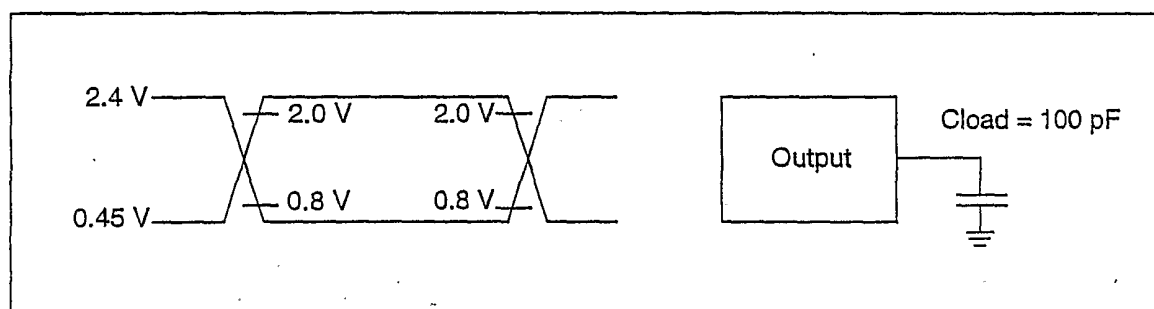 2.4 V
2.0 V
2.0 V
Cload = 100 pF
Output
0.8 V
0.8 V
0.45 V